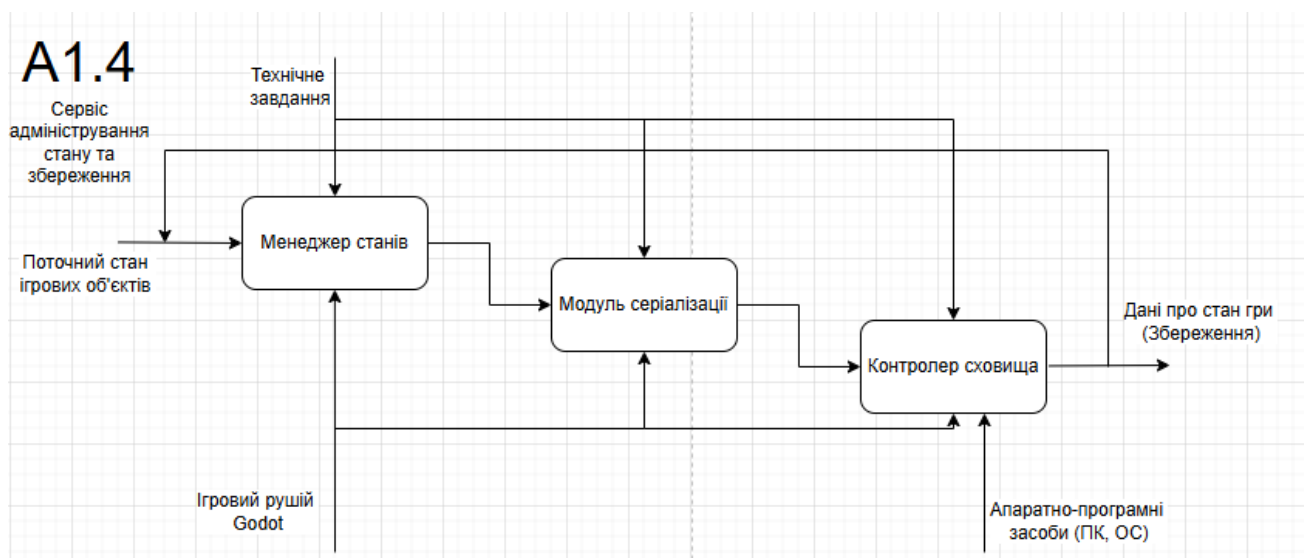 A1.4
Сервіс
адміністрування
стану та
збереження
Технічне
завдання
Менеджер станів
Поточний стан
ігрових об'єктів
Модуль серіалізації
Дані про стан гри
(Збереження)
Контролер сховища
Ігровий рушій
Godot
Апаратно-програмні
засоби (ПК, ОС)